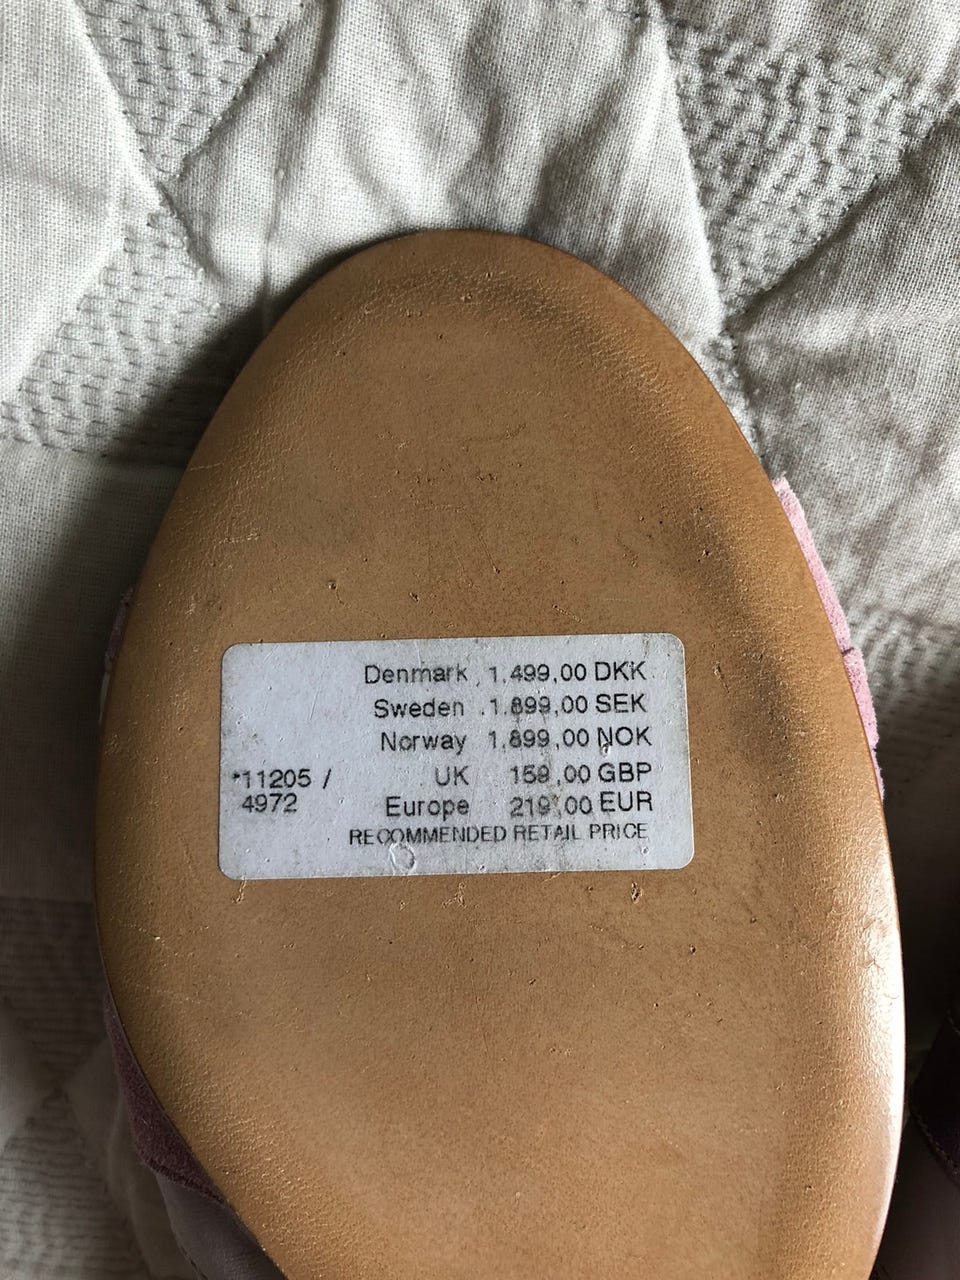 Denmark 1.499,00 DKK
Sweden 1.899,00 SEK
Norway 1.899,00 NOK
*11205 / UK 159,00 GBP
4972 Europe 219,00 EUR
RECOMMENDED RETAIL PRICE